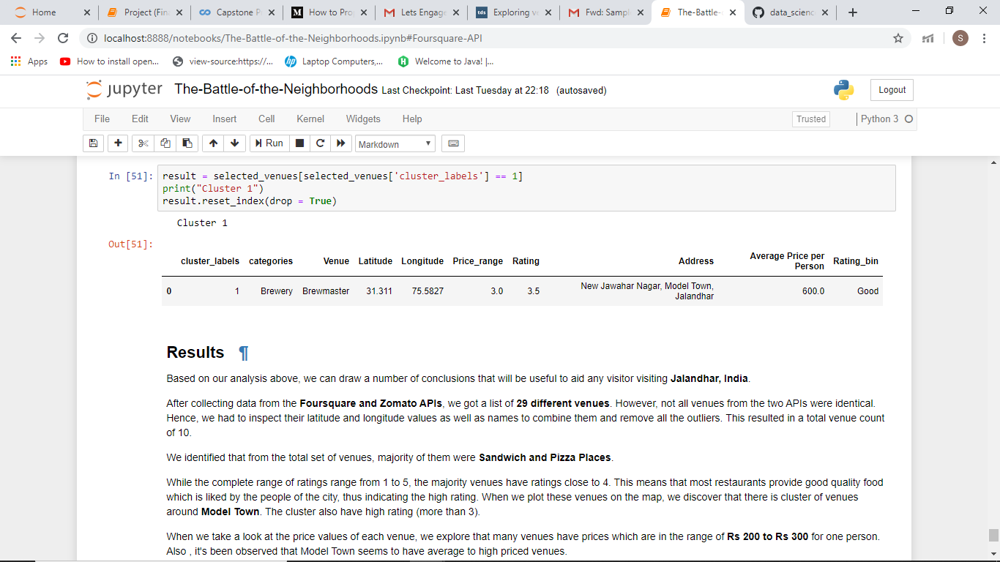 Home
Project (Fin
Capstone P
M How to Pro
Lets Engage
tds Exploring v
Fwd: Sampl
The-Battle-
data_scienc
localhost:8888/notebooks/The-Battle-of-the-Neighborhoods.ipynb#Foursquare-API
S
Apps
How to install open...
view-source:https://...
hp Laptop Computers,...
H Welcome to Java! |...
jupyter The-Battle-of-the-Neighborhoods Last Checkpoint: Last Tuesday at 22:18 (autosaved)
Logout
File Edit View Insert Cell Kernel Widgets Help
Trusted
Python 3
Run
Markdown
In [51]: result = selected_venues[selected_venues['cluster_labels'] == 1]
print("Cluster 1")
result.reset_index(drop = True)
Cluster 1
Out[51]:
cluster_labels categories Venue Latitude Longitude Price_range Rating Address Average Price per Person Rating_bin
0 1 Brewery Brewmaster 31.311 75.5827 3.0 3.5 New Jawahar Nagar, Model Town, Jalandhar 600.0 Good
Results ¶
Based on our analysis above, we can draw a number of conclusions that will be useful to aid any visitor visiting Jalandhar, India.
After collecting data from the Foursquare and Zomato APIs, we got a list of 29 different venues. However, not all venues from the two APIs were identical.
Hence, we had to inspect their latitude and longitude values as well as names to combine them and remove all the outliers. This resulted in a total venue count
of 10.
We identified that from the total set of venues, majority of them were Sandwich and Pizza Places.
While the complete range of ratings range from 1 to 5, the majority venues have ratings close to 4. This means that most restaurants provide good quality food
which is liked by the people of the city, thus indicating the high rating. When we plot these venues on the map, we discover that there is cluster of venues
around Model Town. The cluster also have high rating (more than 3).
When we take a look at the price values of each venue, we explore that many venues have prices which are in the range of Rs 200 to Rs 300 for one person.
Also , it's been observed that Model Town seems to have average to high priced venues.